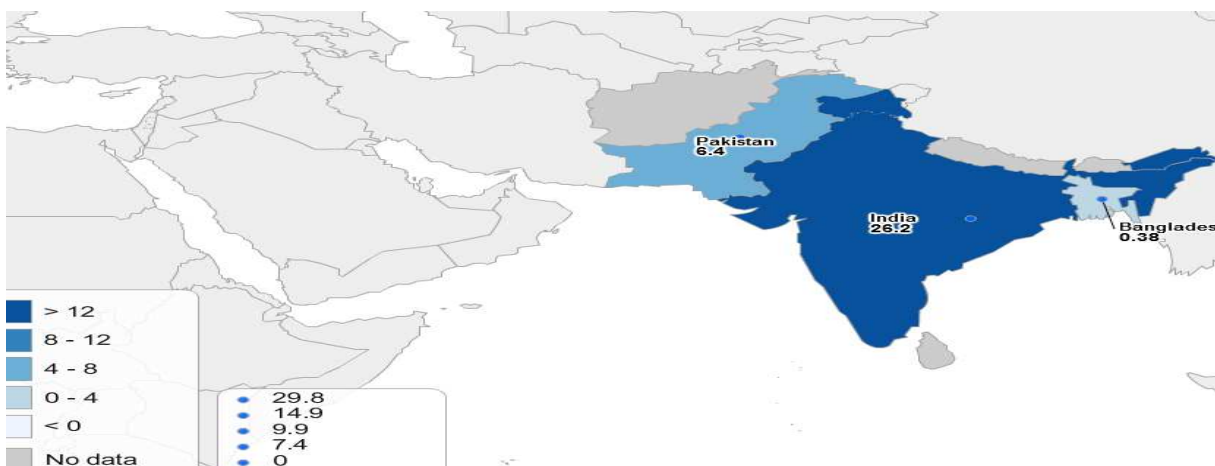 Pakistan
6.4
India
26.2
Banglades
0.38
> 12
8 - 12
4 - 8
0 - 4
< 0
No data
29.8
14.9
9.9
7.4
0